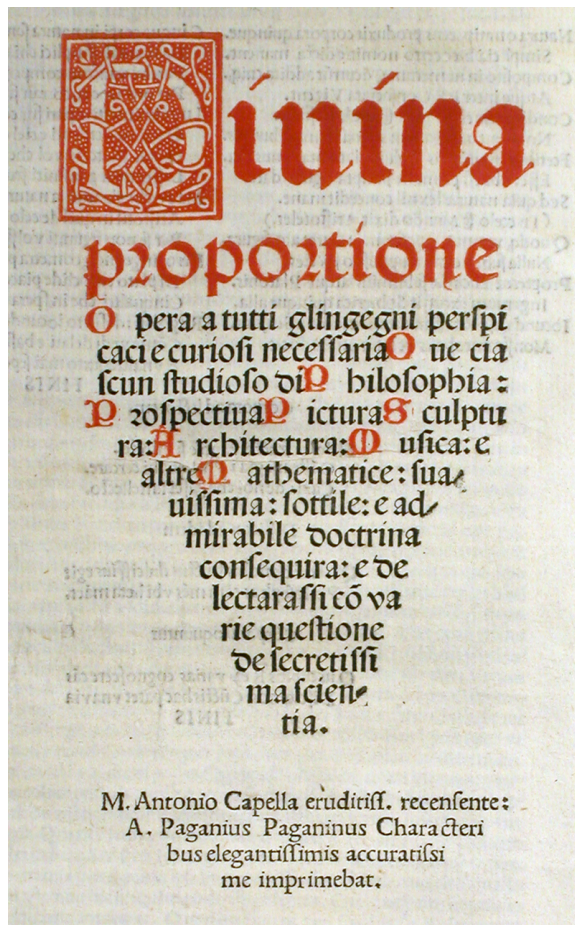 Diuina
proportione
Opera a tutti glingegni perspi
caci e curiosi necessaria Oue cia
scun studioso di Philosophia:
Prospectiua Pictura Sculptu
ra: Architectura: Musica: e
altre Mathematice: sua
uissima: sottile: e ad
mirabile doctrina
consequira: e de
lectarassi cõ va
rie questione
de secretissi
ma scien-
tia.
M. Antonio Capella eruditiss. recensente:
A. Paganius Paganinus Characteri
bus elegantissimis accuratissi
me imprimebat.